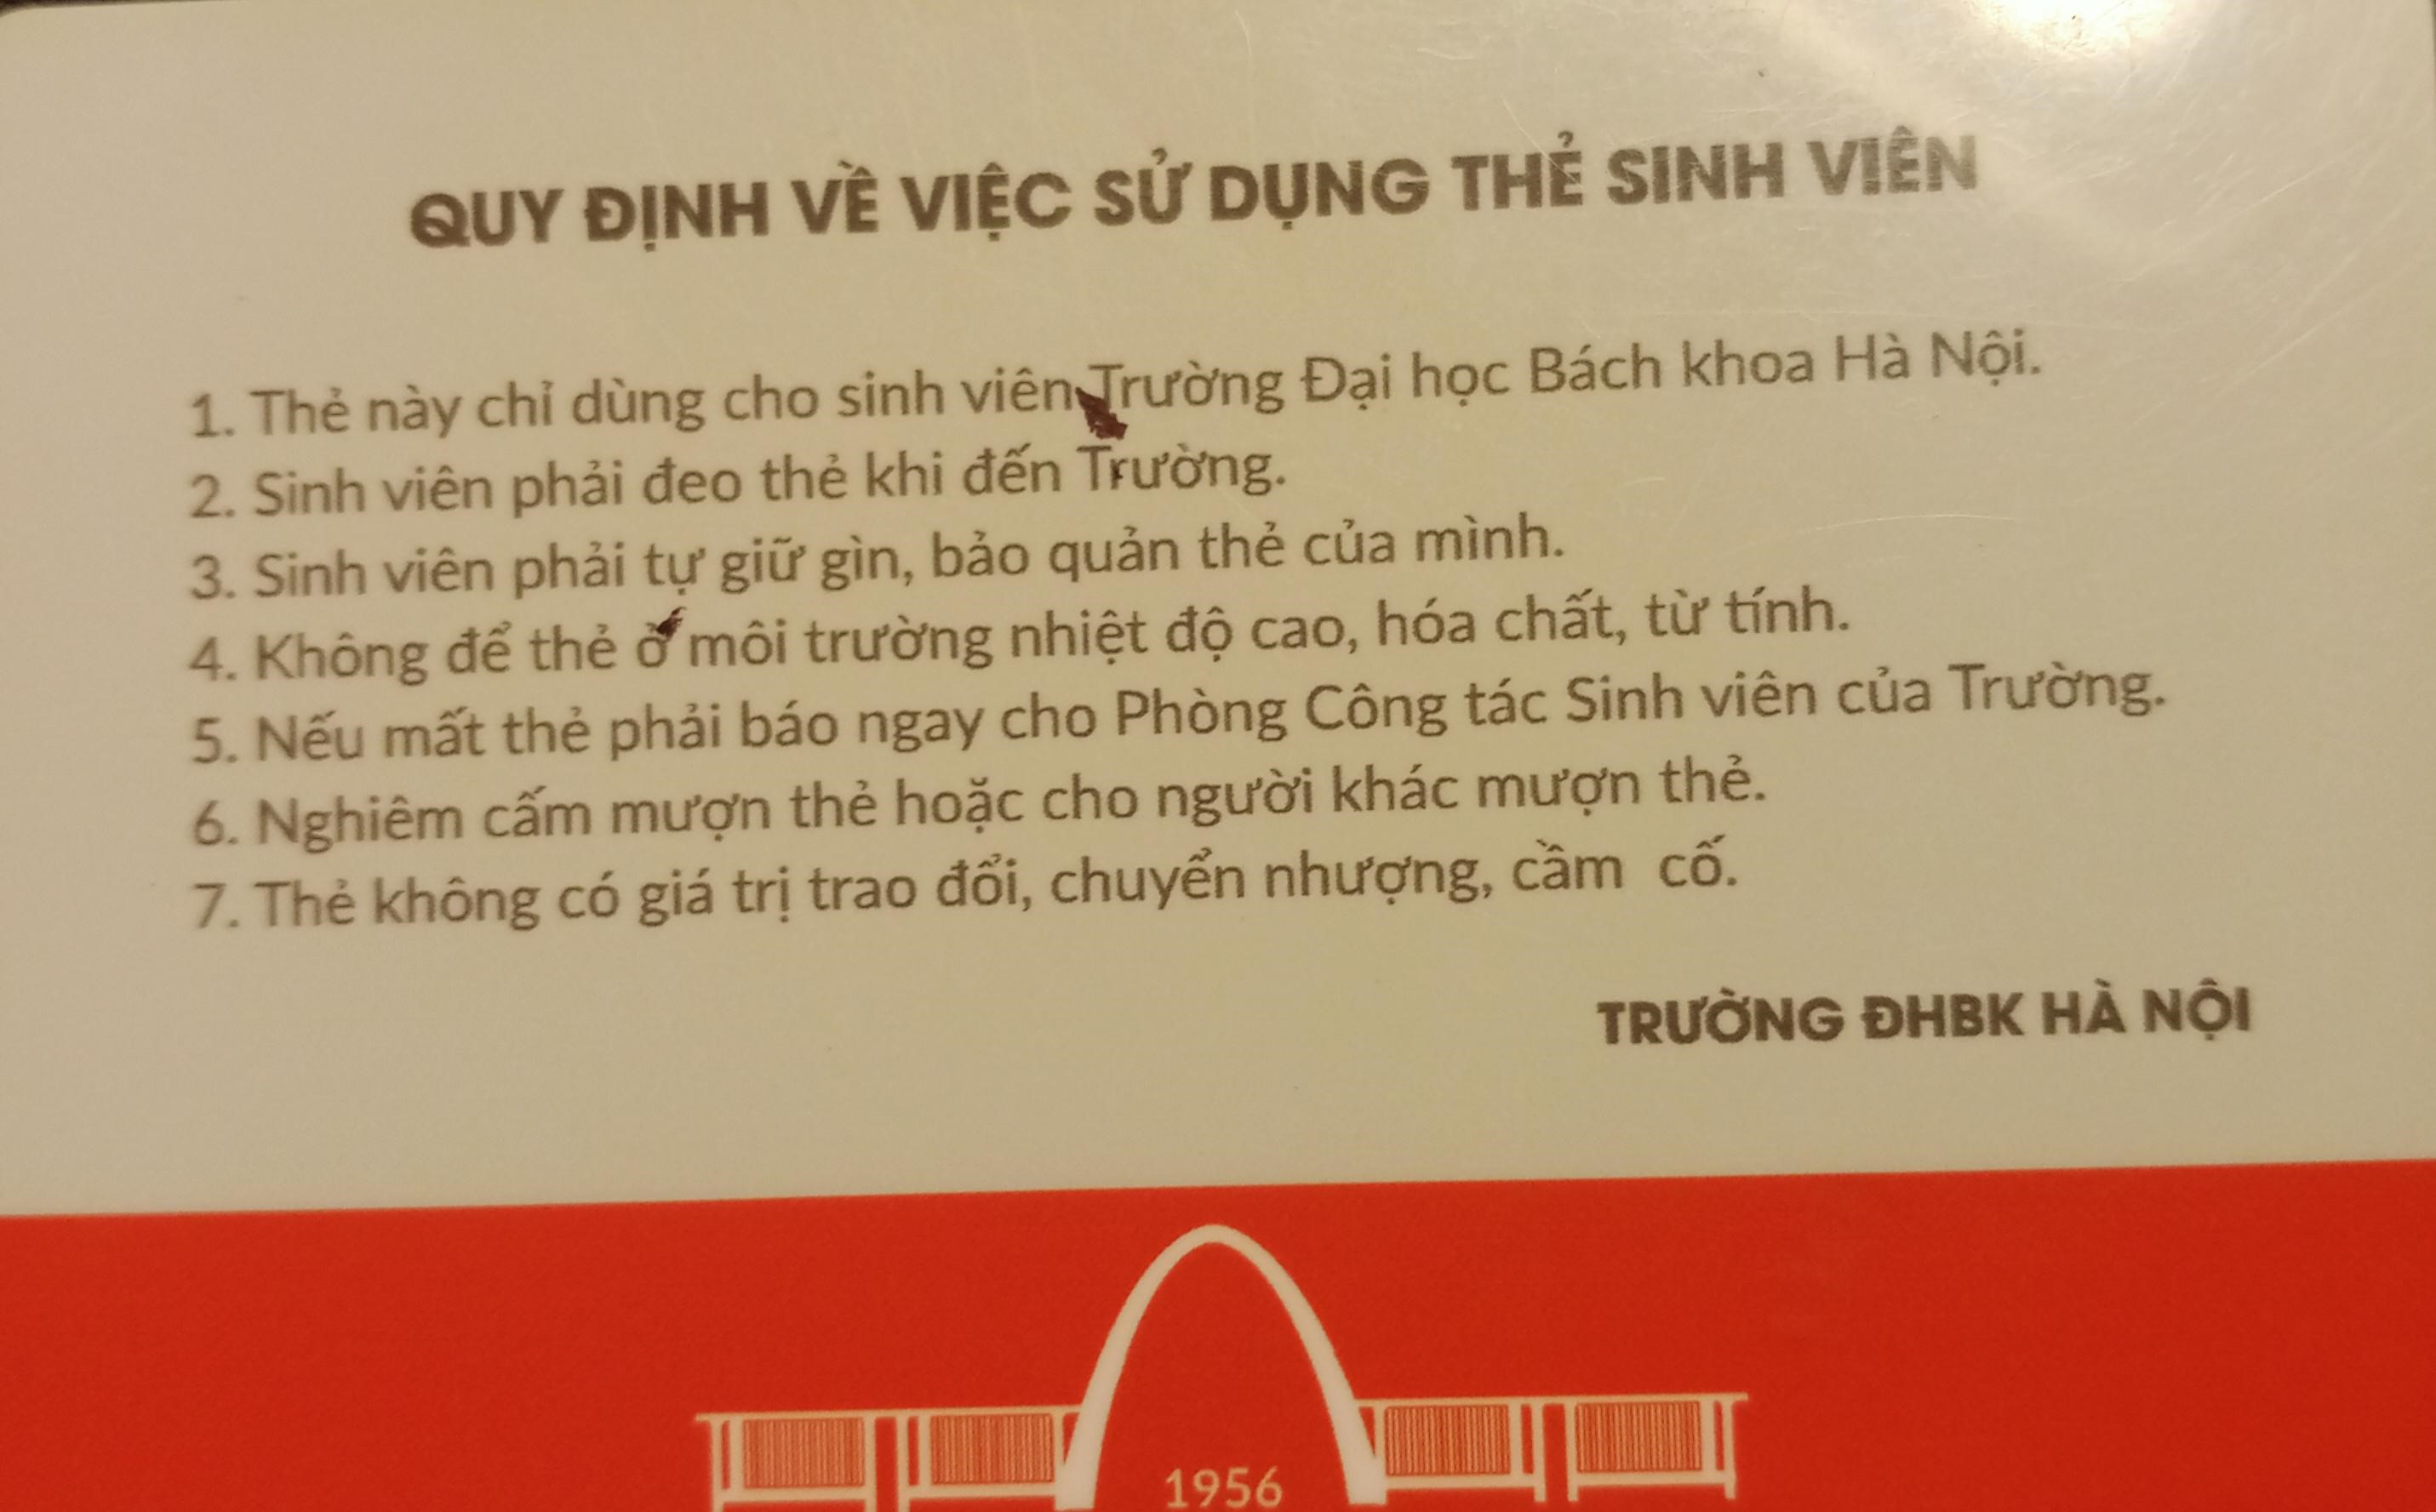 QUY ĐỊNH VỀ VIỆC SỬ DỤNG THẺ SINH VIÊN
1. Thẻ này chỉ dùng cho sinh viên Trường Đại học Bách khoa Hà Nội.
2. Sinh viên phải đeo thẻ khi đến Trường.
3. Sinh viên phải tự giữ gìn, bảo quản thẻ của mình.
4. Không để thẻ ở môi trường nhiệt độ cao, hóa chất, từ tính.
5. Nếu mất thẻ phải báo ngay cho Phòng Công tác Sinh viên của Trường.
6. Nghiêm cấm mượn thẻ hoặc cho người khác mượn thẻ.
7. Thẻ không có giá trị trao đổi, chuyển nhượng, cầm  cố.
TRƯỜNG ĐHBK HÀ NỘI
1956